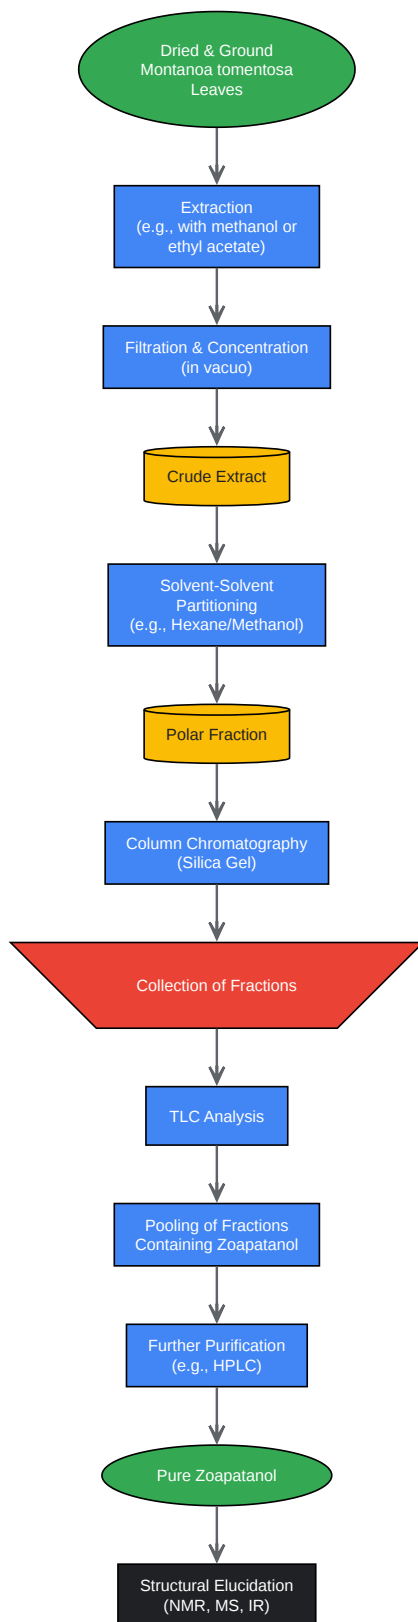 Dried & Ground
Montanoa tomentosa
Leaves
Extraction
(e.g., with methanol or
ethyl acetate)
Filtration & Concentration
(in vacuo)
Crude Extract
Solvent-Solvent
Partitioning
(e.g., Hexane/Methanol)
Polar Fraction
Column Chromatography
(Silica Gel)
Collection of Fractions
TLC Analysis
Pooling of Fractions
Containing Zoapatanol
Further Purification
(e.g., HPLC)
Pure Zoapatanol
Structural Elucidation
(NMR, MS, IR)